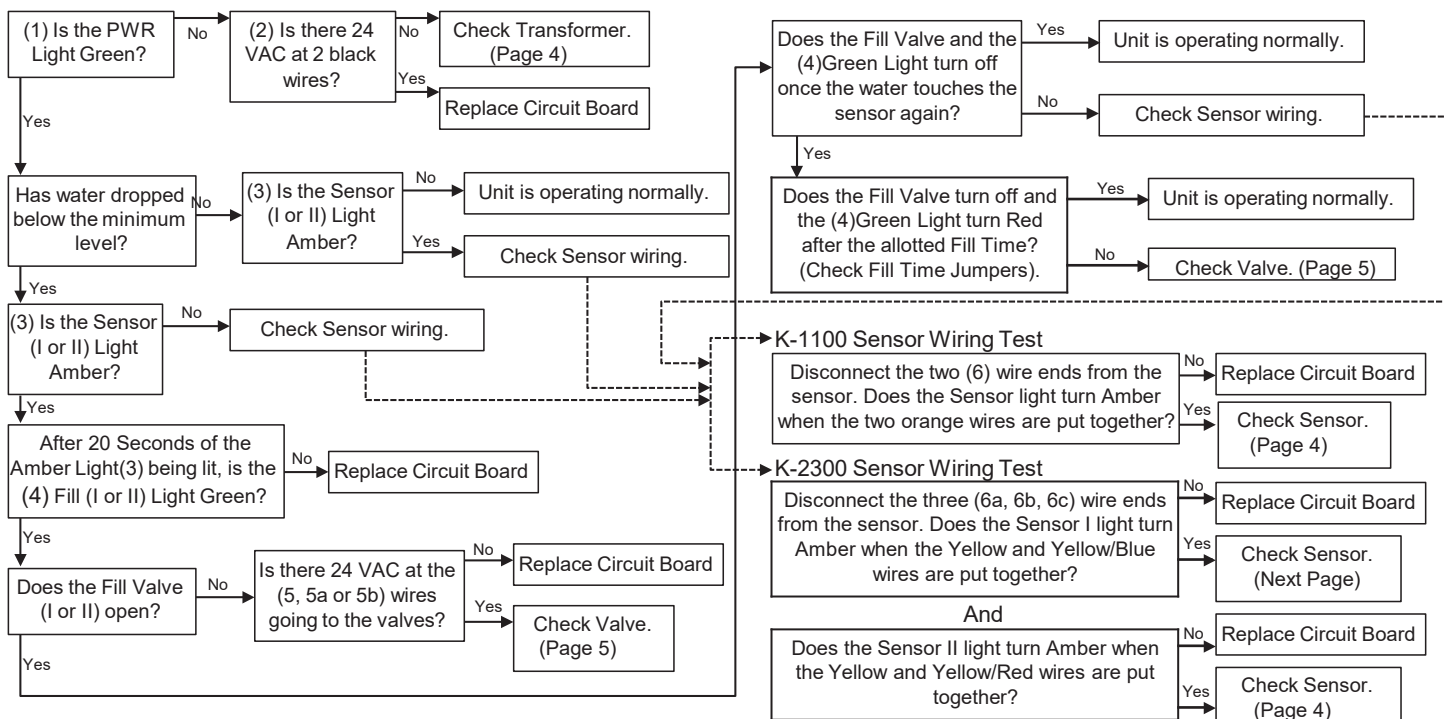 (1) Is the PWR
Light Green?
No
(2) Is there 24
VAC at 2 black
wires?
No
Check Transformer.
(Page 4)
Yes
Replace Circuit Board
Yes
Has water dropped
below the minimum
level?
No
(3) Is the Sensor
(I or II) Light
Amber?
No
Unit is operating normally.
Yes
Check Sensor wiring.
Yes
(3) Is the Sensor
(I or II) Light
Amber?
No
Check Sensor wiring.
Yes
After 20 Seconds of the
Amber Light(3) being lit, is the
(4) Fill (I or II) Light Green?
No
Replace Circuit Board
Yes
Does the Fill Valve
(I or II) open?
No
Is there 24 VAC at the
(5, 5a or 5b) wires
going to the valves?
No
Replace Circuit Board
Yes
Check Valve.
(Page 5)
Yes
Does the Fill Valve and the
(4)Green Light turn off
once the water touches the
sensor again?
Yes
Unit is operating normally.
No
Check Sensor wiring.
Yes
Does the Fill Valve turn off and
the (4)Green Light turn Red
after the allotted Fill Time?
(Check Fill Time Jumpers).
Yes
Unit is operating normally.
No
Check Valve. (Page 5)
K-1100 Sensor Wiring Test
Disconnect the two (6) wire ends from the
sensor. Does the Sensor light turn Amber
when the two orange wires are put together?
No
Replace Circuit Board
Yes
Check Sensor.
(Page 4)
K-2300 Sensor Wiring Test
Disconnect the three (6a, 6b, 6c) wire ends
from the sensor. Does the Sensor I light turn
Amber when the Yellow and Yellow/Blue
wires are put together?
No
Replace Circuit Board
Yes
Check Sensor.
(Next Page)
And
Does the Sensor II light turn Amber when
the Yellow and Yellow/Red wires are put
together?
No
Replace Circuit Board
Yes
Check Sensor.
(Page 4)